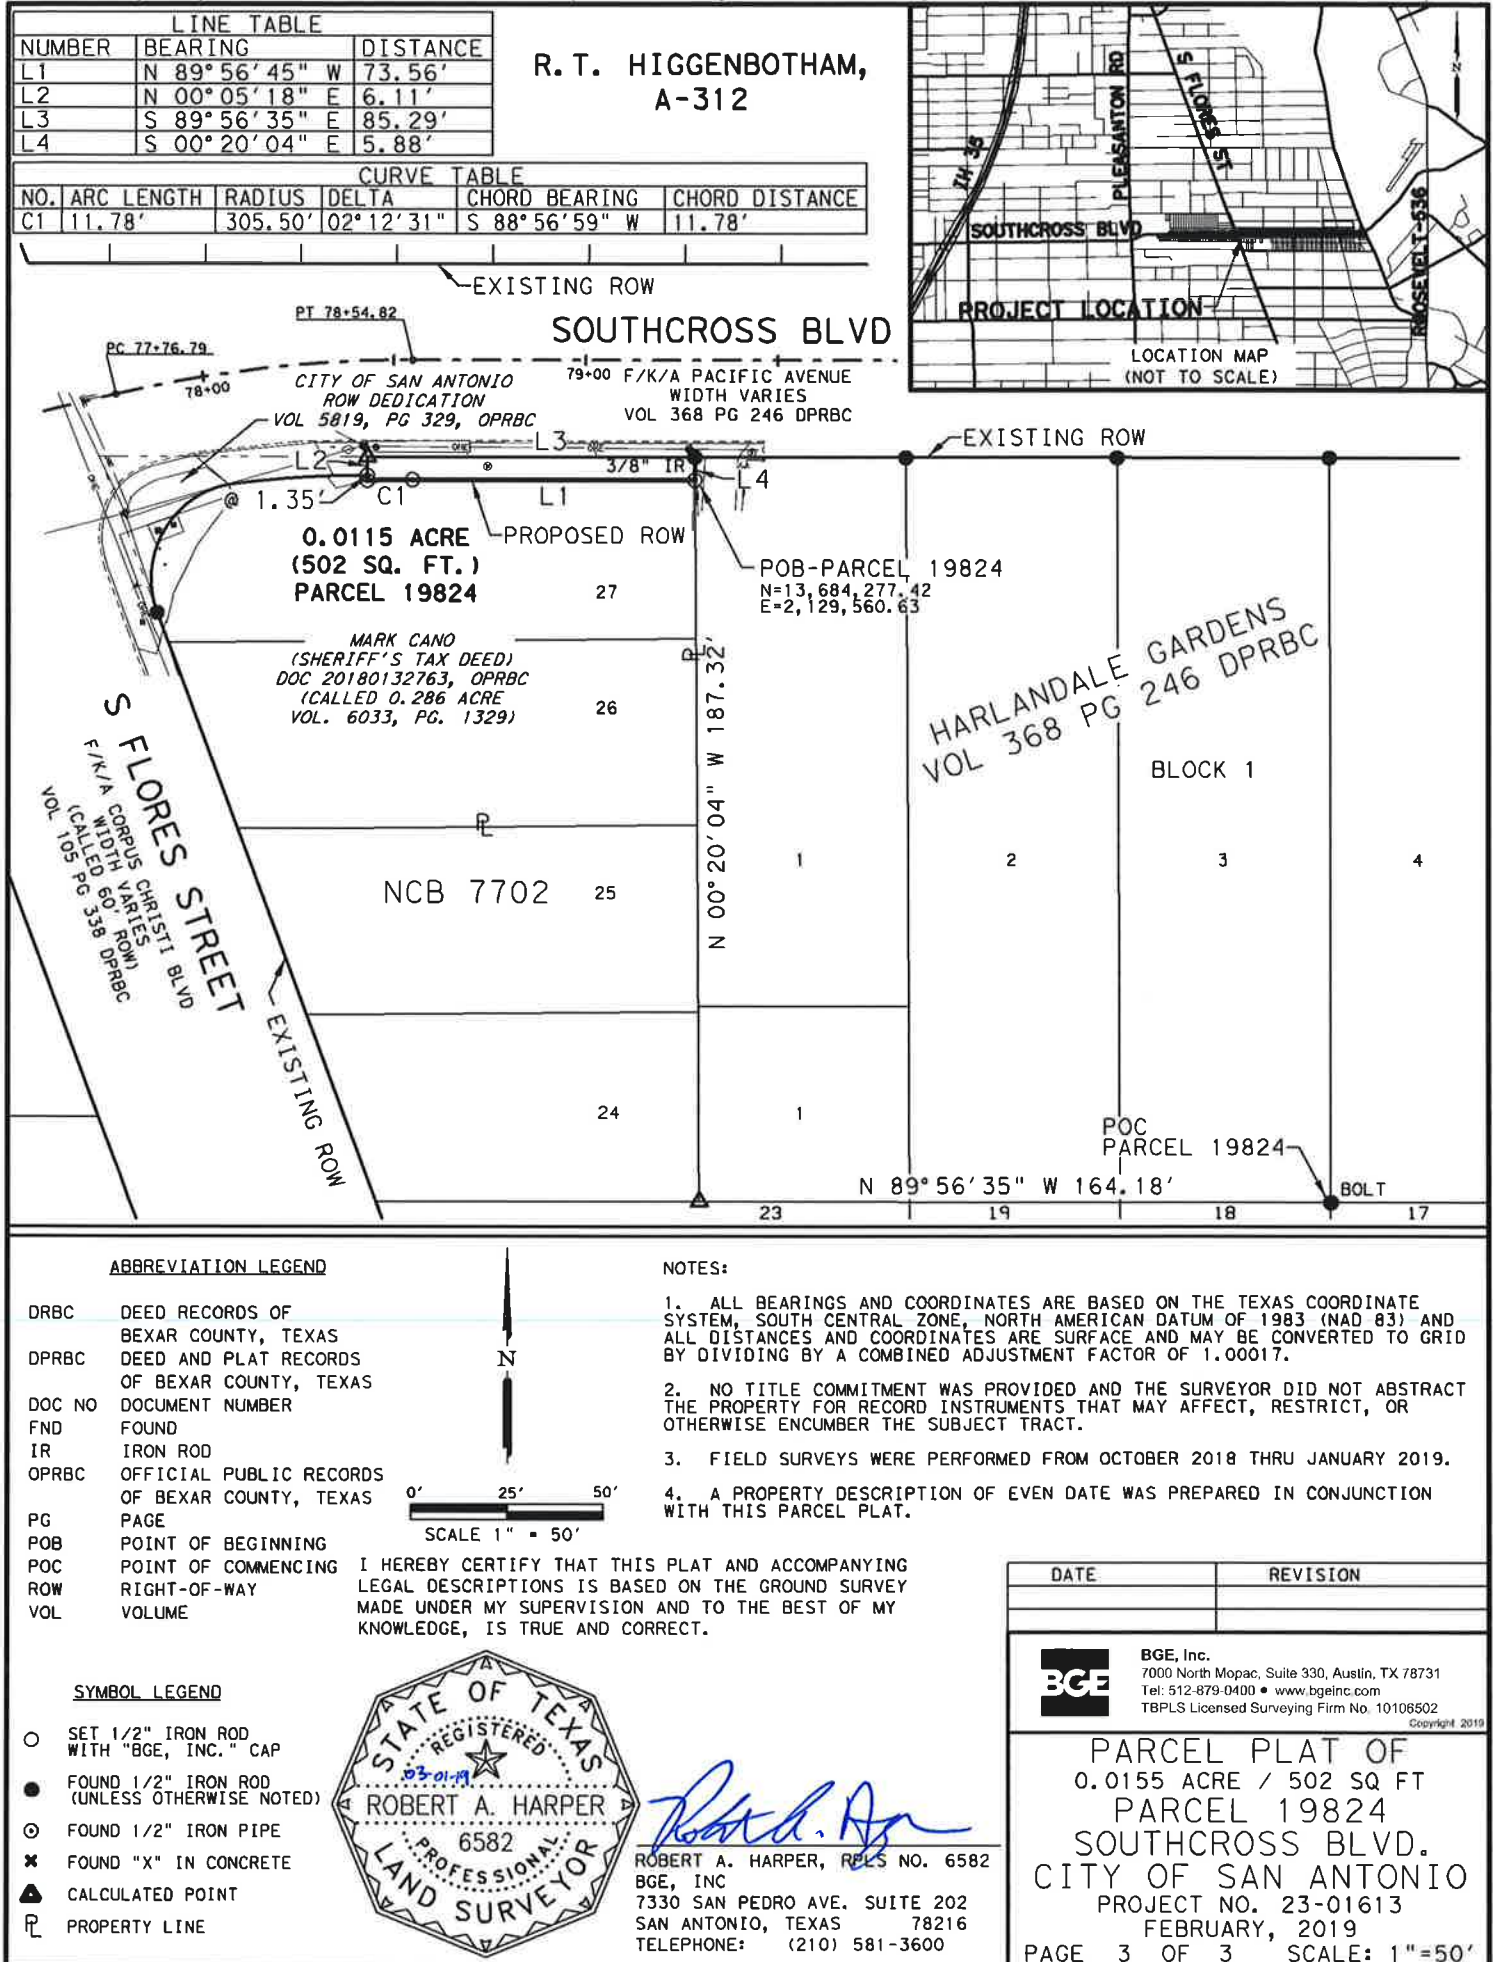 LINE TABLE
NUMBER BEARING DISTANCE
L1 N 89°56'45" W 73.56'
L2 N 00°05'18" E 6.11'
L3 S 89°56'35" E 85.29'
L4 S 00°20'04" E 5.88'
CURVE TABLE
NO. ARC LENGTH RADIUS DELTA CHORD BEARING CHORD DISTANCE
C1 11.78' 305.50' 02°12'31" S 88°56'59" W 11.78'
R.T. HIGGENBOTHAM,
A-312
IH 35
PLEASANTON RD
S FLORES ST
SOUTHCROSS BLVD
ROOSEVELT-536
PROJECT LOCATION
LOCATION MAP
(NOT TO SCALE)
N
EXISTING ROW
PT 78+54.82
SOUTHCROSS BLVD
PC 77+76.79
78+00
79+00
F/K/A PACIFIC AVENUE
WIDTH VARIES
VOL 368 PG 246 DPRBC
CITY OF SAN ANTONIO
ROW DEDICATION
VOL 5819, PG 329, OPRBC
EXISTING ROW
L3
L2
3/8" IR
L4
@ 1.35'
C1
L1
PROPOSED ROW
0.0115 ACRE
(502 SQ. FT.)
PARCEL 19824
POB-PARCEL 19824
N=13,684,277.42
E=2,129,560.63
27
MARK CANO
(SHERIFF'S TAX DEED)
DOC 20180132763, OPRBC
(CALLED 0.286 ACRE
VOL. 6033, PG. 1329)
26
PL
N 00°20'04" W 187.32'
HARLANDALE GARDENS
VOL 368 PG 246 DPRBC
BLOCK 1
S FLORES STREET
F/K/A CORPUS CHRISTI BLVD
WIDTH VARIES
(CALLED 60' ROW)
VOL 105 PG 338 DPRBC
PL
NCB 7702
25
1
2
3
4
EXISTING ROW
24
1
POC
PARCEL 19824
N 89°56'35" W 164.18'
BOLT
23
19
18
17
ABBREVIATION LEGEND
DRBC DEED RECORDS OF
BEXAR COUNTY, TEXAS
DPRBC DEED AND PLAT RECORDS
OF BEXAR COUNTY, TEXAS
DOC NO DOCUMENT NUMBER
FND FOUND
IR IRON ROD
OPRBC OFFICIAL PUBLIC RECORDS
OF BEXAR COUNTY, TEXAS
PG PAGE
POB POINT OF BEGINNING
POC POINT OF COMMENCING
ROW RIGHT-OF-WAY
VOL VOLUME
N
0' 25' 50'
SCALE 1" = 50'
NOTES:
1. ALL BEARINGS AND COORDINATES ARE BASED ON THE TEXAS COORDINATE
SYSTEM, SOUTH CENTRAL ZONE, NORTH AMERICAN DATUM OF 1983 (NAD 83) AND
ALL DISTANCES AND COORDINATES ARE SURFACE AND MAY BE CONVERTED TO GRID
BY DIVIDING BY A COMBINED ADJUSTMENT FACTOR OF 1.00017.
2. NO TITLE COMMITMENT WAS PROVIDED AND THE SURVEYOR DID NOT ABSTRACT
THE PROPERTY FOR RECORD INSTRUMENTS THAT MAY AFFECT, RESTRICT, OR
OTHERWISE ENCUMBER THE SUBJECT TRACT.
3. FIELD SURVEYS WERE PERFORMED FROM OCTOBER 2018 THRU JANUARY 2019.
4. A PROPERTY DESCRIPTION OF EVEN DATE WAS PREPARED IN CONJUNCTION
WITH THIS PARCEL PLAT.
I HEREBY CERTIFY THAT THIS PLAT AND ACCOMPANYING
LEGAL DESCRIPTIONS IS BASED ON THE GROUND SURVEY
MADE UNDER MY SUPERVISION AND TO THE BEST OF MY
KNOWLEDGE, IS TRUE AND CORRECT.
SYMBOL LEGEND
SET 1/2" IRON ROD
WITH "BGE, INC." CAP
FOUND 1/2" IRON ROD
(UNLESS OTHERWISE NOTED)
FOUND 1/2" IRON PIPE
FOUND "X" IN CONCRETE
CALCULATED POINT
PL PROPERTY LINE
STATE OF TEXAS
REGISTERED
03-01-19
ROBERT A. HARPER
6582
PROFESSIONAL
LAND SURVEYOR
ROBERT A. HARPER, RPLS NO. 6582
BGE, INC
7330 SAN PEDRO AVE. SUITE 202
SAN ANTONIO, TEXAS 78216
TELEPHONE: (210) 581-3600
DATE REVISION
BGE
BGE, Inc.
7000 North Mopac, Suite 330, Austin, TX 78731
Tel: 512-879-0400 ● www.bgeinc.com
TBPLS Licensed Surveying Firm No. 10106502
Copyright 2019
PARCEL PLAT OF
0.0155 ACRE / 502 SQ FT
PARCEL 19824
SOUTHCROSS BLVD.
CITY OF SAN ANTONIO
PROJECT NO. 23-01613
FEBRUARY, 2019
PAGE 3 OF 3 SCALE: 1"=50'